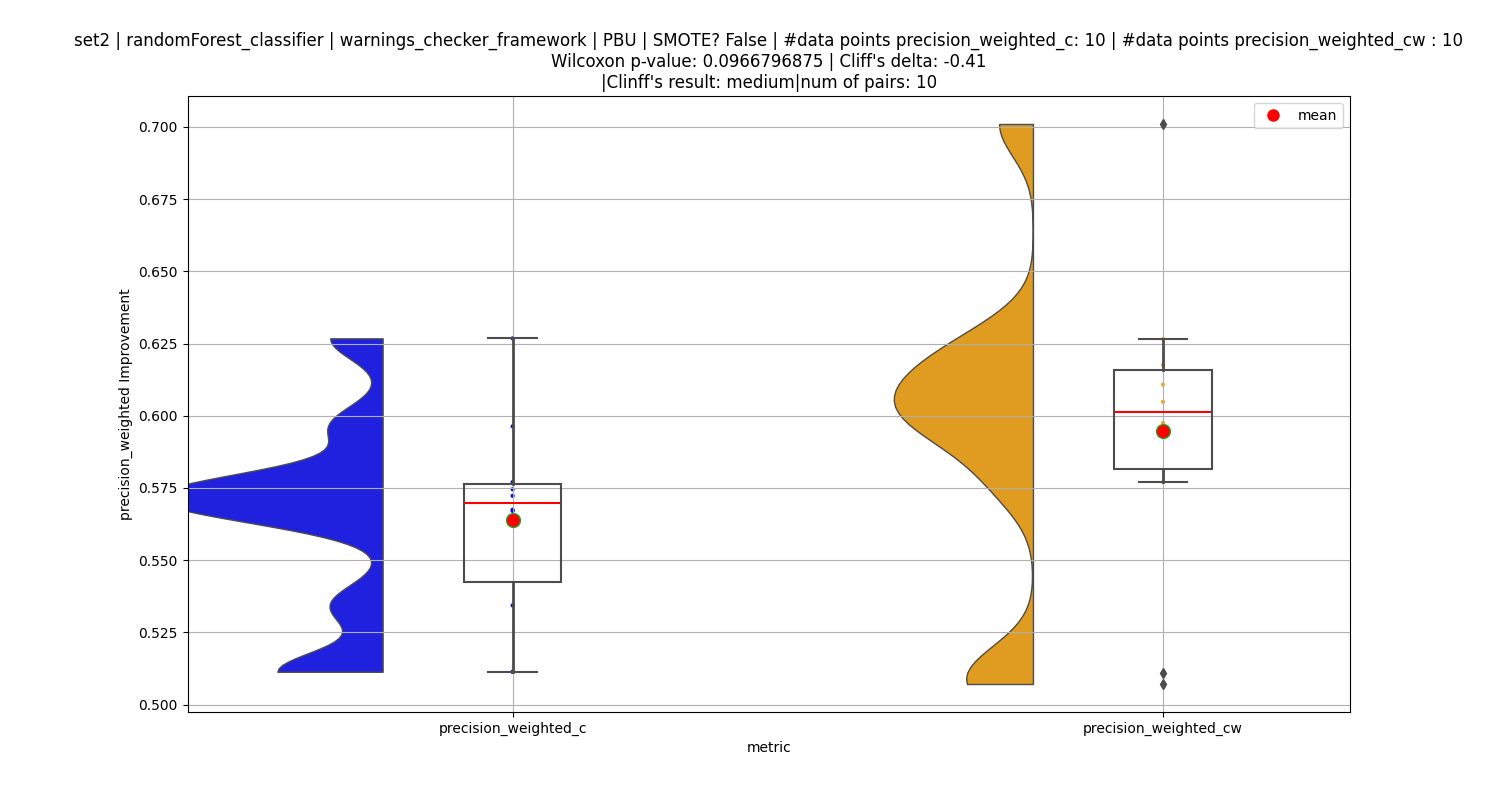 set2 | randomForest_classifier | warnings_checker_framework | PBU | SMOTE? False | #data points precision_weighted_c: 10 | #data points precision_weighted_cw : 10
Wilcoxon p-value: 0.0966796875 | Cliff's delta: -0.41
|Clinff's result: medium|num of pairs: 10
mean
0.700
0.675
0.650
0.625
0.600
0.575
0.550
0.525
0.500
precision_weighted Improvement
precision_weighted_c
precision_weighted_cw
metric